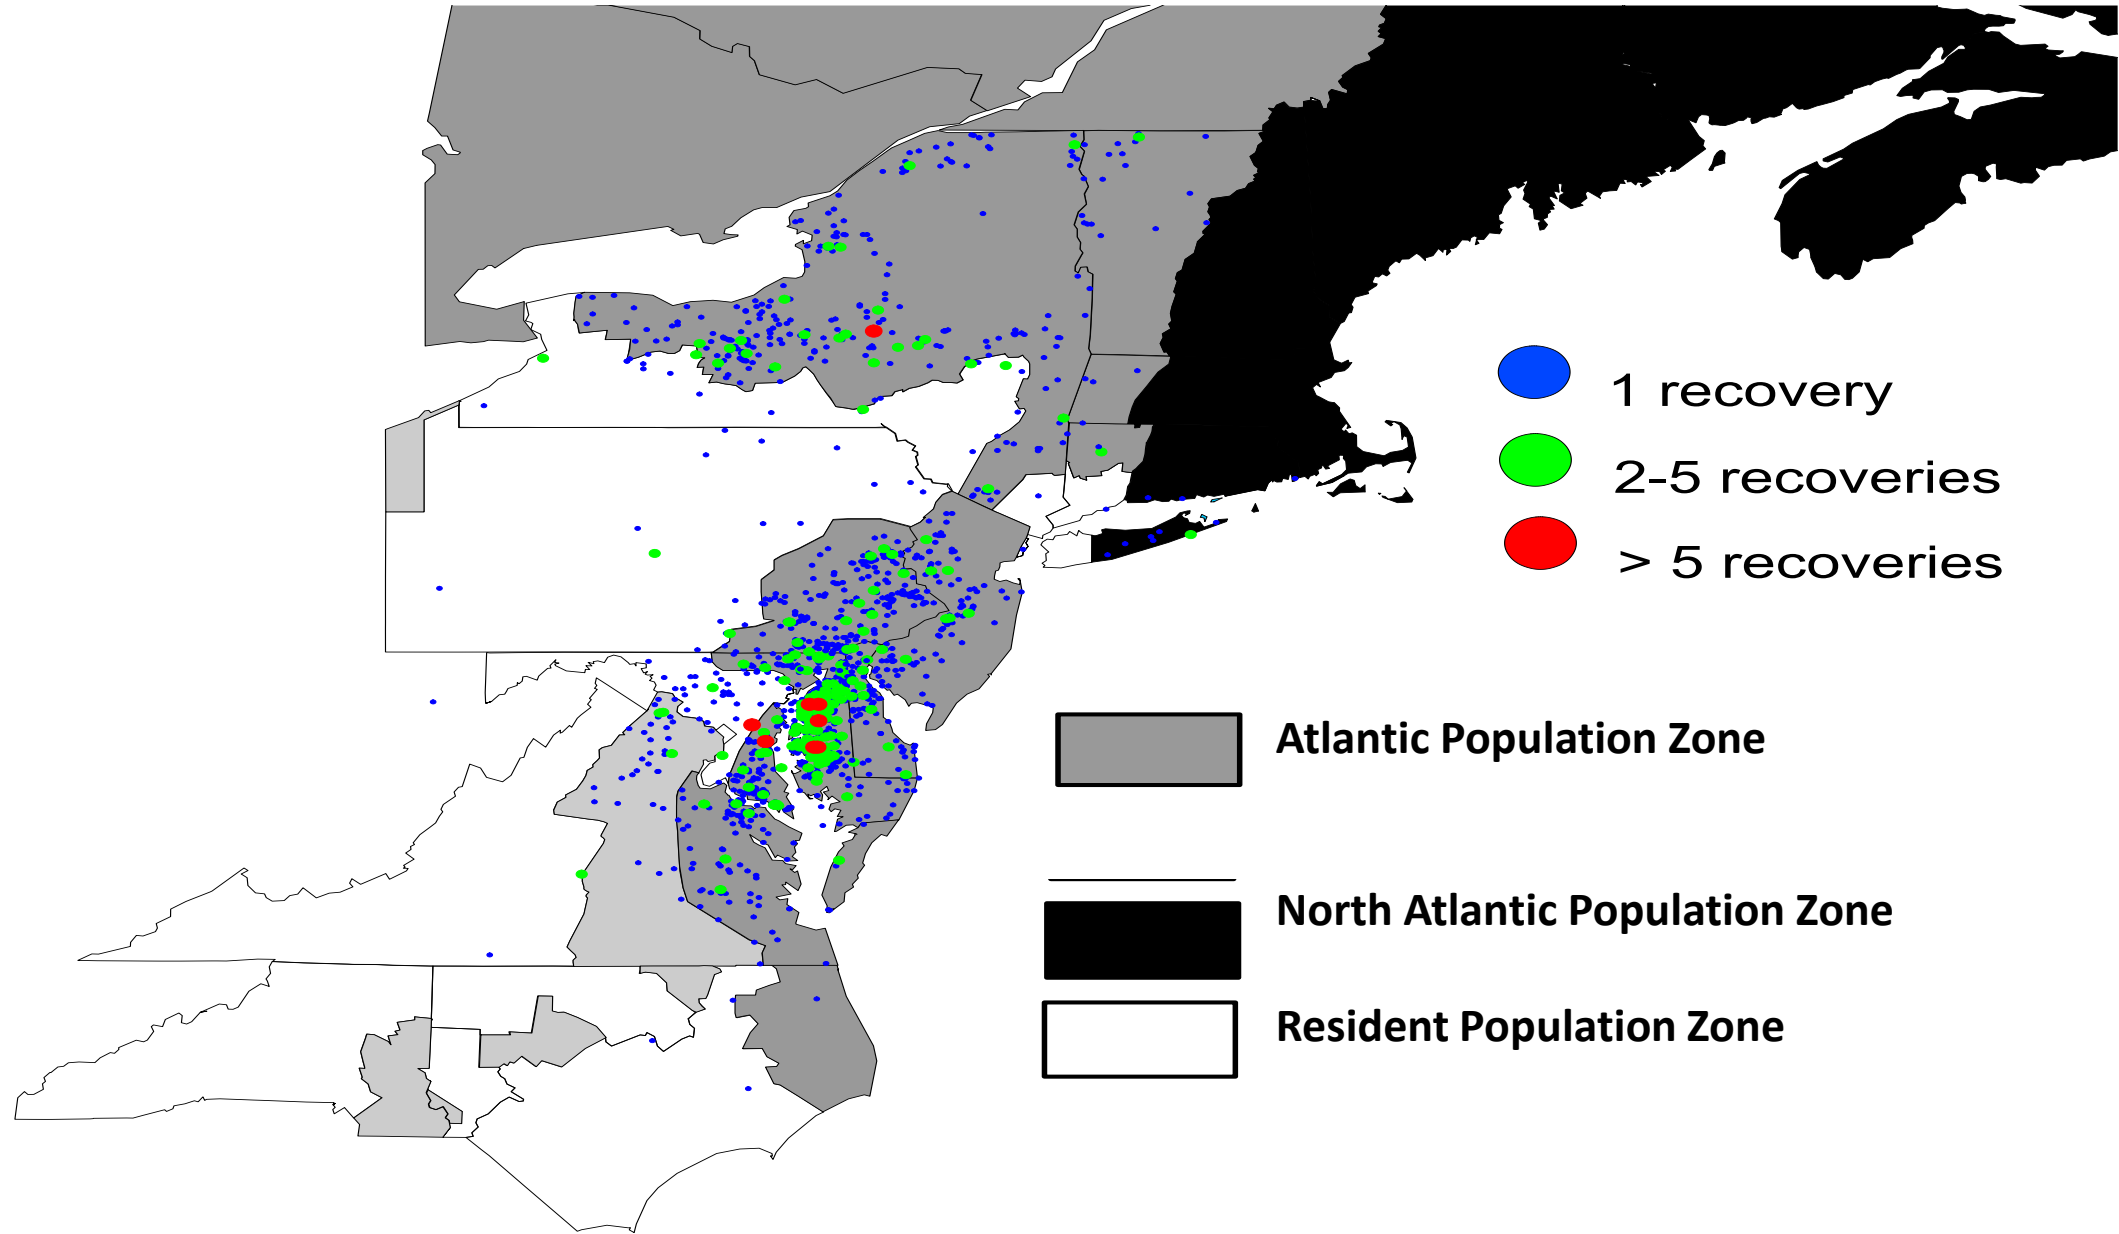 1 recovery
2-5 recoveries
> 5 recoveries
Atlantic Population Zone
North Atlantic Population Zone
Resident Population Zone